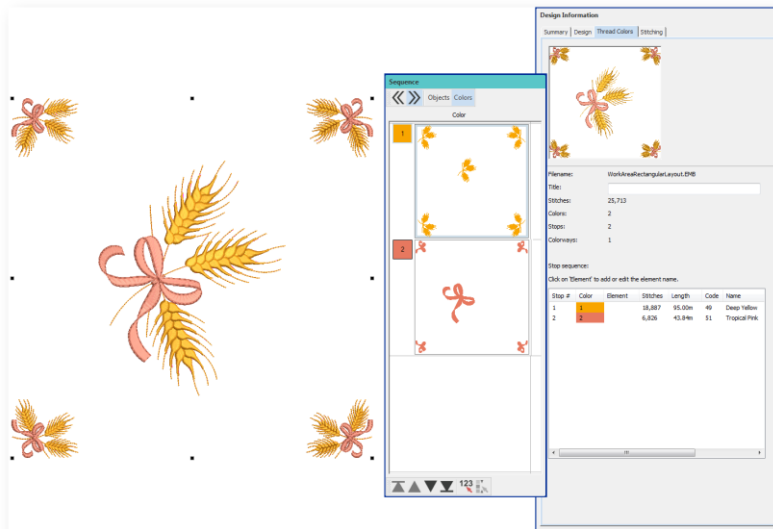 Design Information
Summary Design Thread Colors Stitching
Sequence
Objects Colors
Color
1
2
123
Filename: WorkAreaRectangularLayout.EMB
Title:
Stitches: 25,713
Colors: 2
Stops: 2
Colorways: 1
Stop sequence:
Click on 'Element' to add or edit the element name.
Stop # Color Element Stitches Length Code Name
1 1 18,887 95.00m 49 Deep Yellow
2 2 6,826 43.84m 51 Tropical Pink